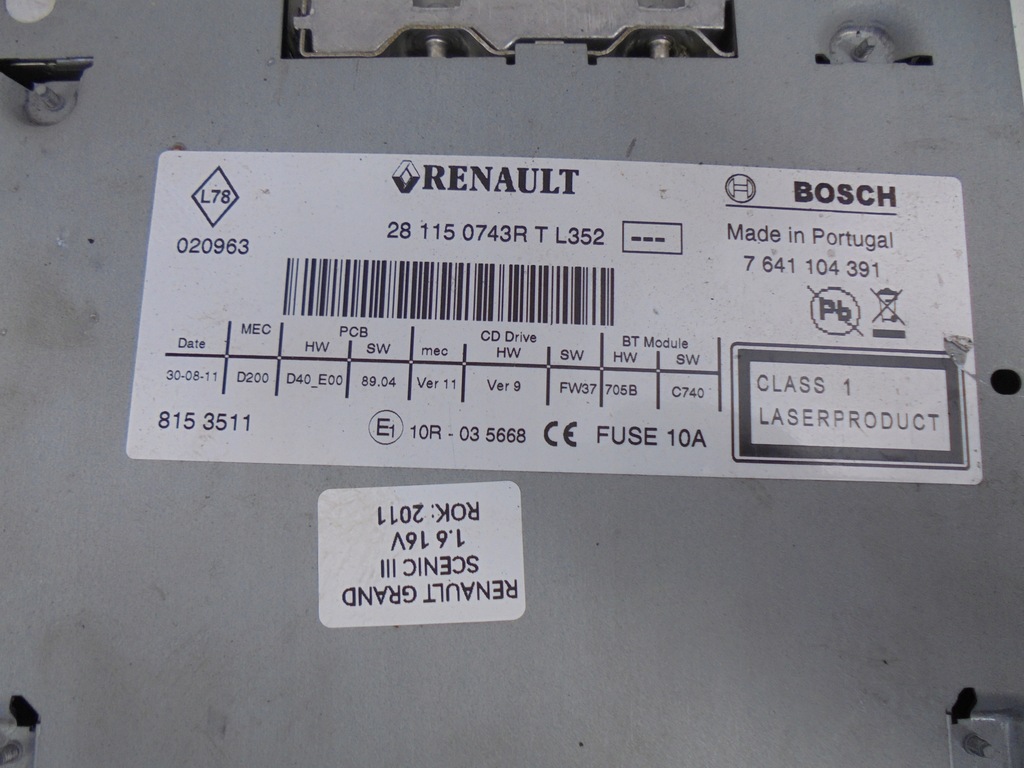 L78
RENAULT
BOSCH
020963
28 115 0743R T L352
---
Made in Portugal
7 641 104 391
Pb
Date MEC PCB CD Drive BT Module
HW SW mec HW SW HW SW
30-08-11 D200 D40_E00 89.04 Ver 11 Ver 9 FW37 705B C740
CLASS 1
LASERPRODUCT
815 3511
E1 10R - 03 5668 CE FUSE 10A
RENAULT GRAND
SCENIC III
1.6 16V
ROK: 2011